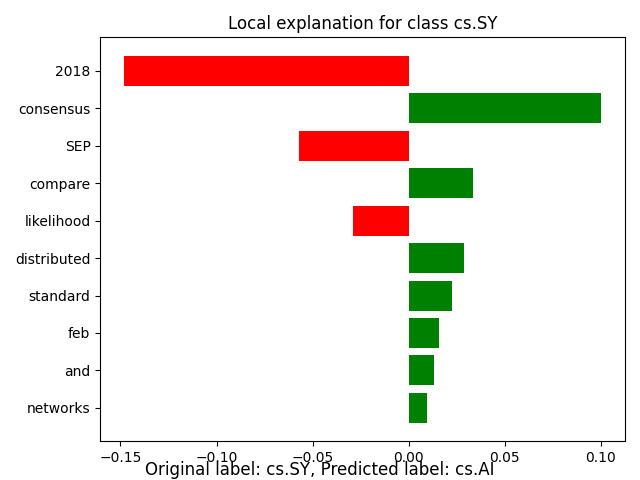 Local explanation for class cs.SY
2018
consensus
SEP
compare
likelihood
distributed
standard
feb
and
networks
−0.15 −0.10 −0.05 0.00 0.05 0.10
Original label: cs.SY, Predicted label: cs.AI